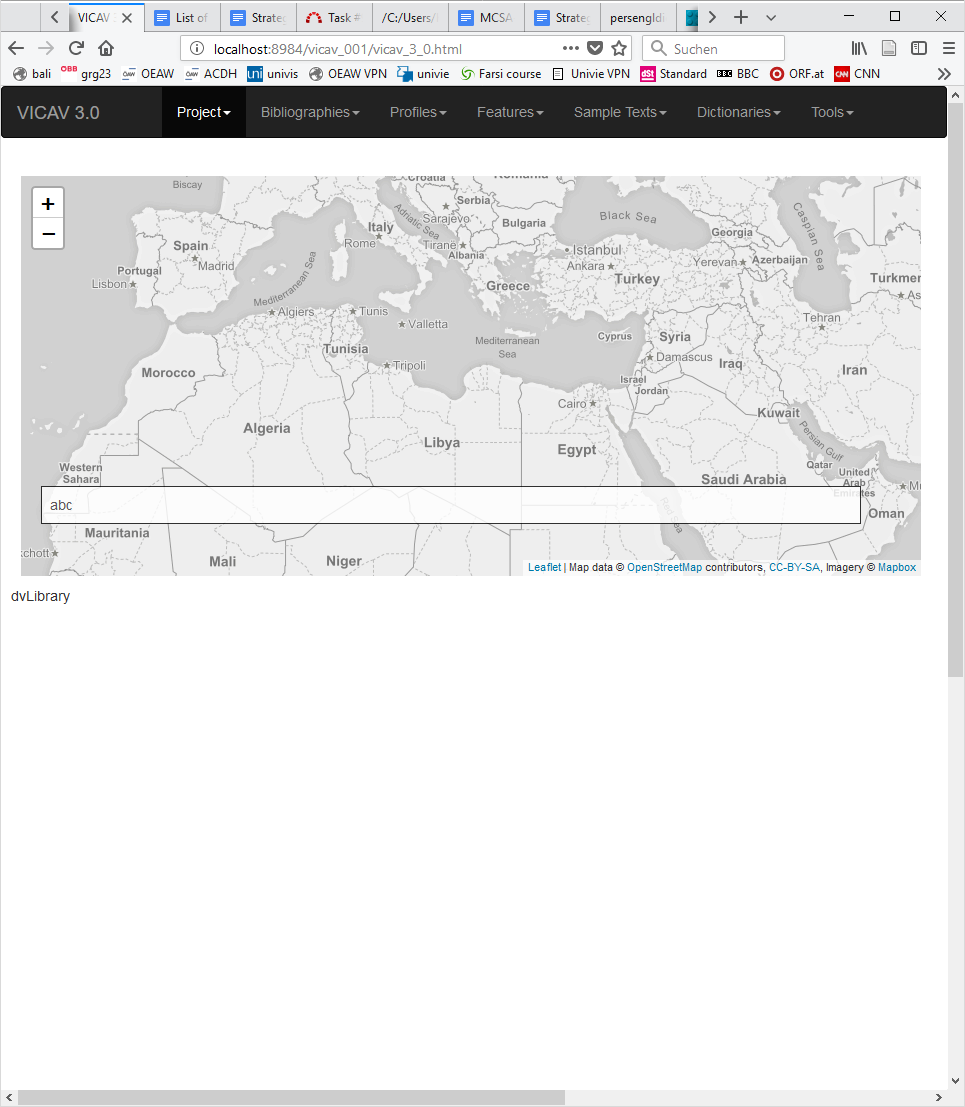 VICAV 3
List of
Strateg
Task #
/C:/Users/
MCSA
Strateg
persengldi
localhost:8984/vicav_001/vicav_3_0.html
Suchen
bali grg23 OEAW ACDH univis OEAW VPN univie Farsi course Univie VPN Standard BBC ORF.at CNN
VICAV 3.0 Project Bibliographies Profiles Features Sample Texts Dictionaries Tools
+
−
Biscay
Croatia
Romania
Serbia
Sarajevo
Adriatic Sea
Bulgaria
Black Sea
Caspian Sea
Georgia
Italy
Rome
Tirane
Albania
Istanbul
Ankara
Yerevan
Azerbaijan
Spain
Madrid
Portugal
Lisbon
Greece
Turkey
Turkmen
As
Mediterranean Sea
Algiers
Tunis
Valletta
Tehran
Tunisia
Mediterranean
Sea
Cyprus
Syria
Damascus
Iraq
Iran
Morocco
Tripoli
Israel
Jordan
Cairo
Kuwait
Persian Gulf
Algeria
Libya
Egypt
Qatar
Western
Sahara
Saudi Arabia
United
Arab
Emirates
Mu
abc
Red Sea
Oman
Mauritania
kchott
Mali
Niger
Leaflet | Map data © OpenStreetMap contributors, CC-BY-SA, Imagery © Mapbox
dvLibrary